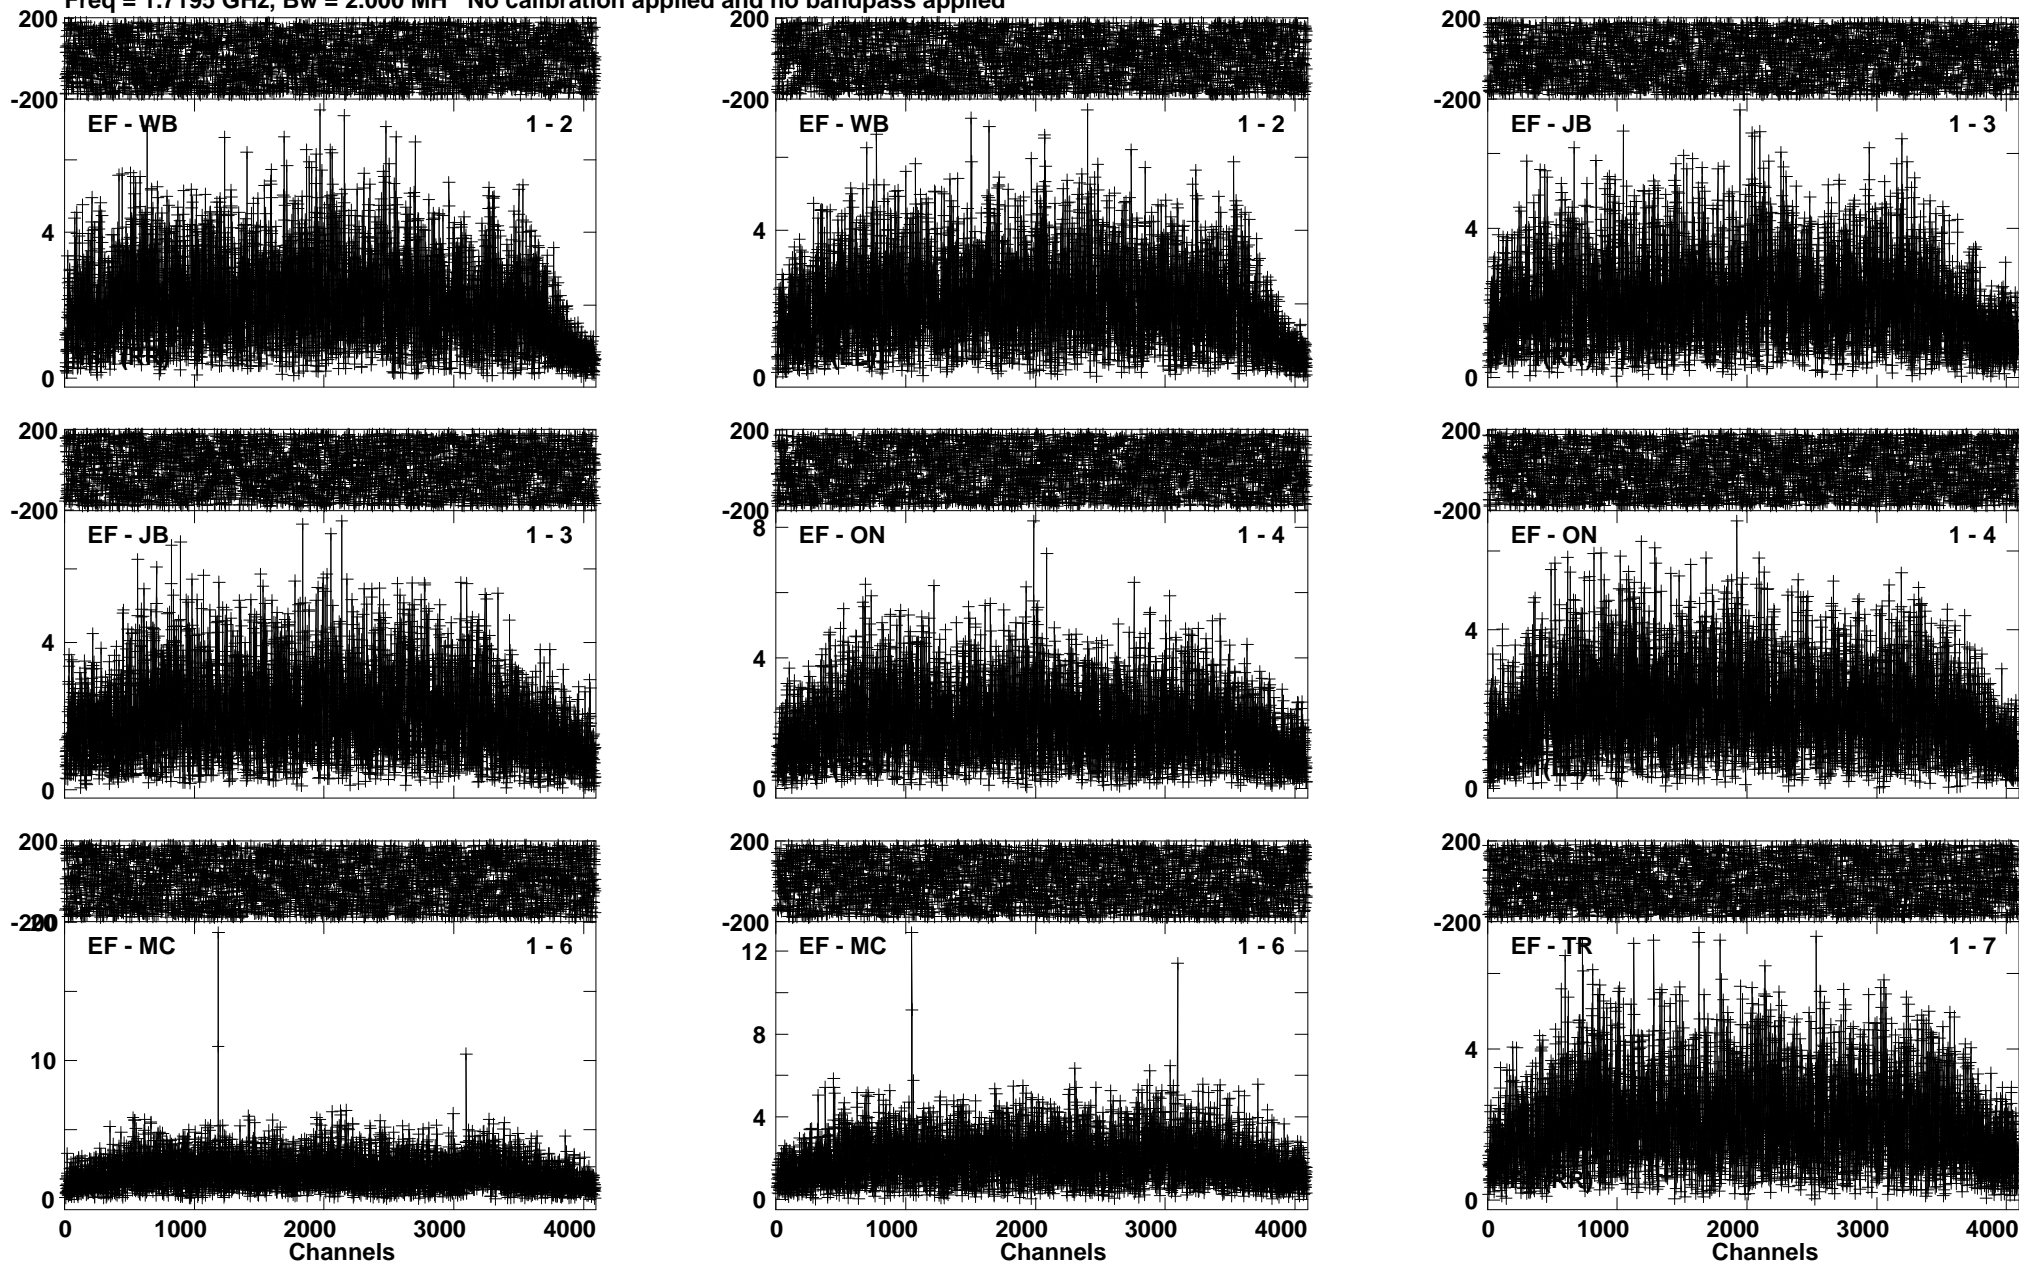 Freq = 1.7195 GHz, Bw = 2.000 MH No calibration applied and no bandpass applied
200 200 200
-200 -200 -200
EF - WB 1 - 2 EF - WB 1 - 2 EF - JB 1 - 3
4 4 4
0 0 0
200 200 200
-200 -200 -200
8
EF - JB 1 - 3 EF - ON 1 - 4 EF - ON 1 - 4
4 4 4
0 0 0
200 200 200
-200 -200 -200
EF - MC 1 - 6 EF - MC 1 - 6 EF - TR 1 - 7
12
8
10 4 4
0 0 0
0 1000 2000 3000 4000 0 1000 2000 3000 4000 0 1000 2000 3000 4000
Channels Channels Channels